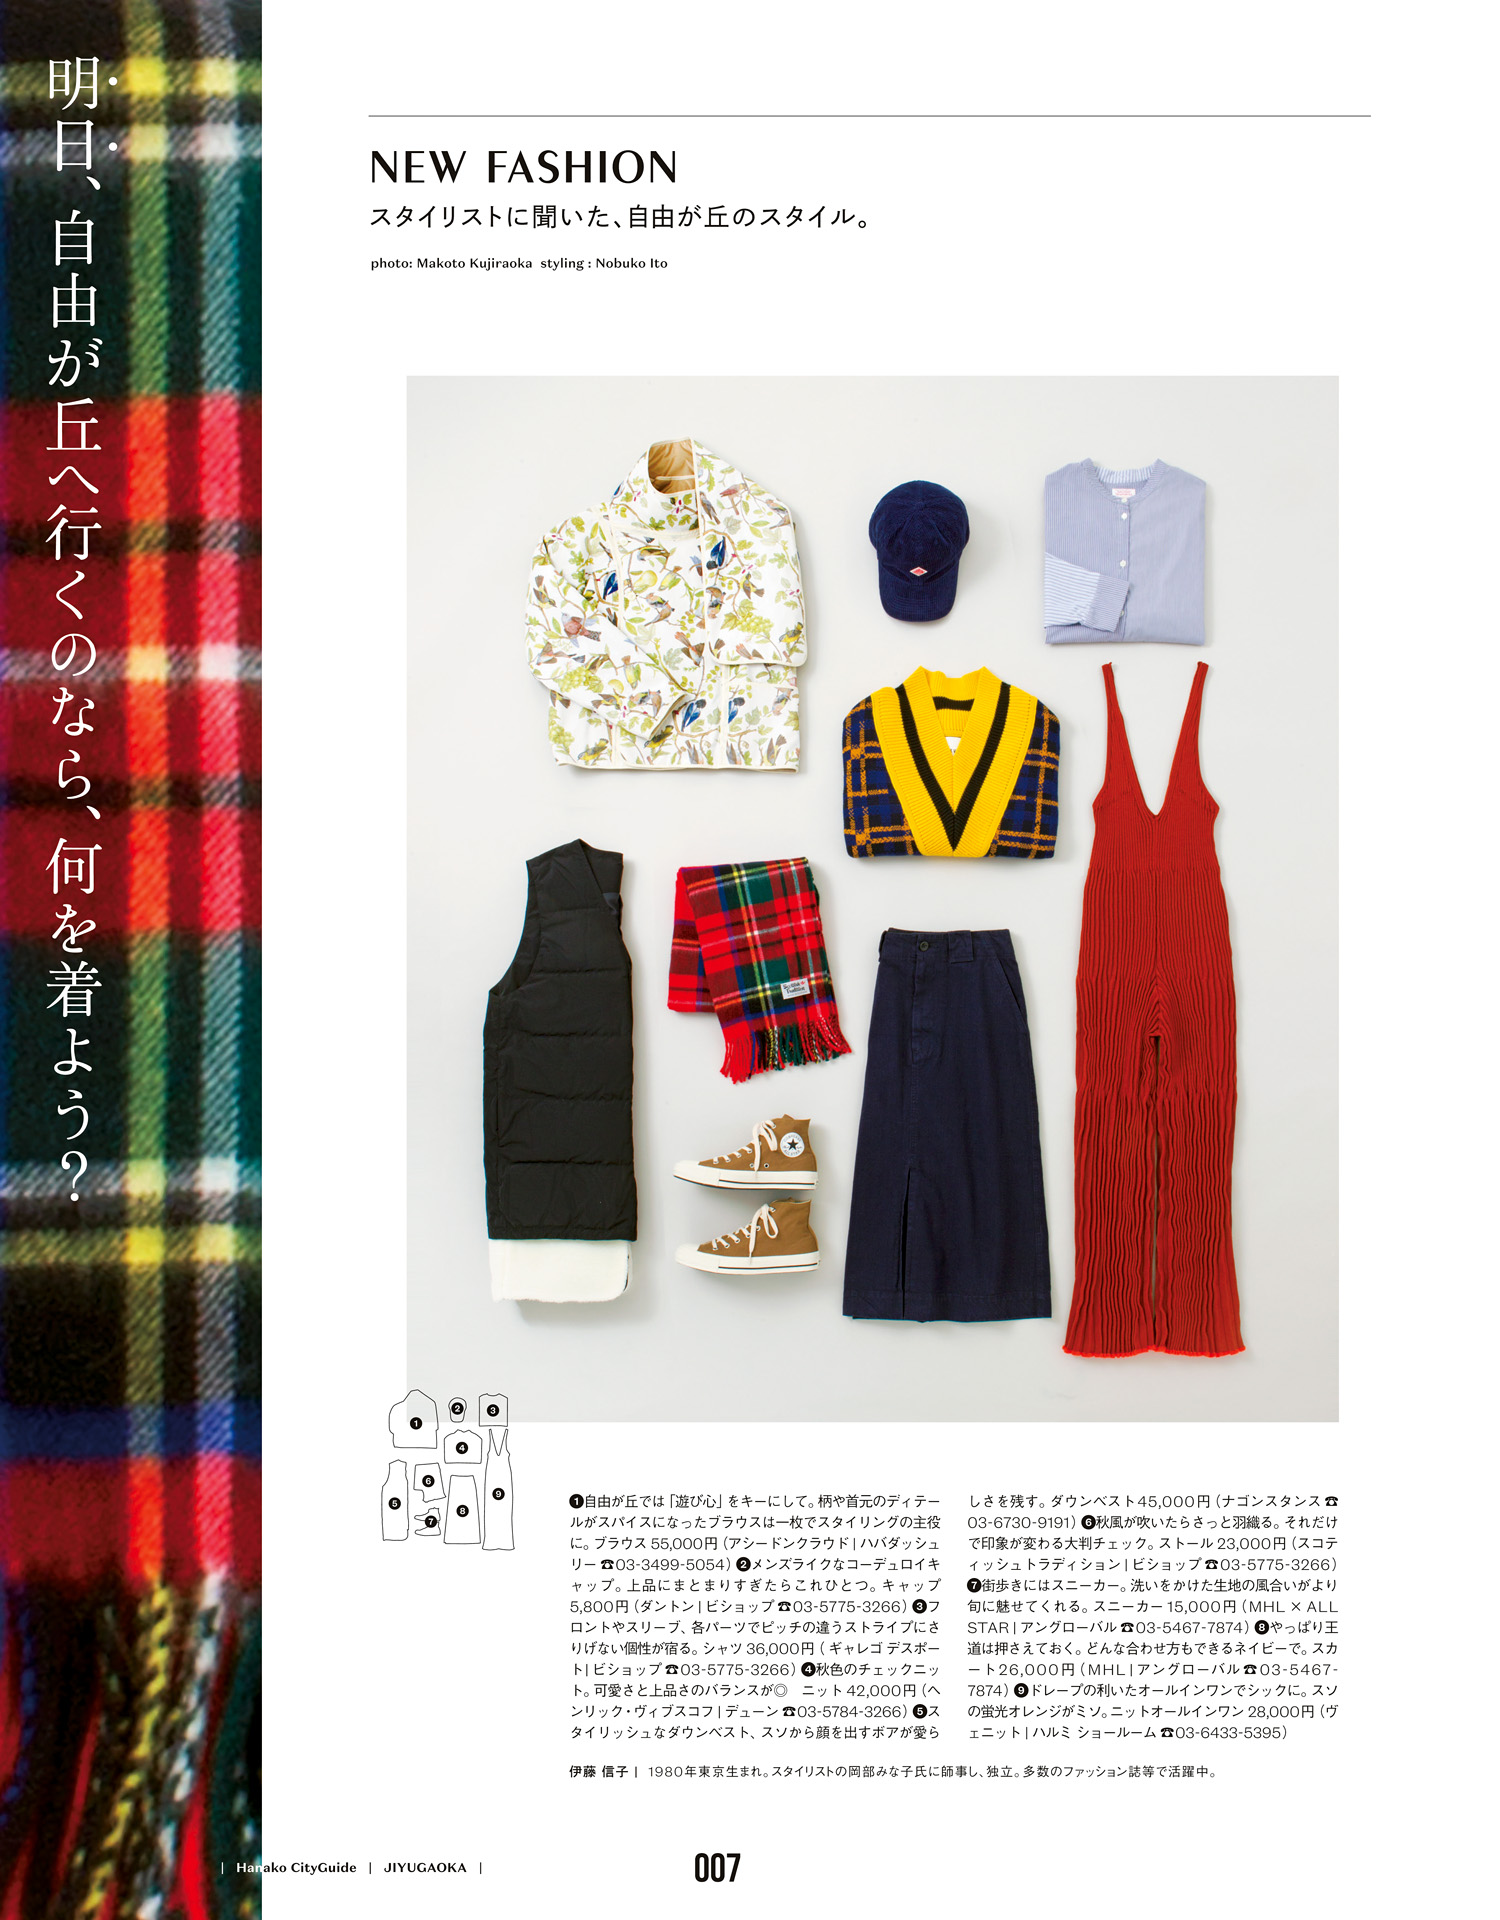 明日、自由が丘へ行くのなら、何を着よう？
NEW FASHION
スタイリストに聞いた、自由が丘のスタイル。
photo: Makoto Kujiraoka styling : Nobuko Ito
1
2
3
4
5
6
7
8
9
❶自由が丘では「遊び心」をキーにして。柄や首元のディテー
ルがスパイスになったブラウスは一枚でスタイリングの主役
に。ブラウス 55,000円（アシードンクラウド | ハバダッシュ
リー ☎03-3499-5054）❷メンズライクなコーデュロイキ
ャップ。上品にまとまりすぎたらこれひとつ。キャップ
5,800円（ダントン | ビショップ ☎03-5775-3266）❸フ
ロントやスリーブ、各パーツでピッチの違うストライプにさ
りげない個性が宿る。シャツ 36,000円（ ギャレゴ デスポー
ト| ビショップ ☎03-5775-3266）❹秋色のチェックニッ
ト。可愛さと上品さのバランスが◎　ニット 42,000円（ヘ
ンリック・ヴィブスコフ | デューン ☎03-5784-3266）❺ス
タイリッシュなダウンベスト、スソから顔を出すボアが愛ら
しさを残す。ダウンベスト45,000円（ナゴンスタンス ☎
03-6730-9191）❻秋風が吹いたらさっと羽織る。それだけ
で印象が変わる大判チェック。ストール 23,000円（スコテ
ィッシュトラディション | ビショップ ☎03-5775-3266）
❼街歩きにはスニーカー。洗いをかけた生地の風合いがより
旬に魅せてくれる。スニーカー 15,000円（MHL × ALL
STAR | アングローバル ☎03-5467-7874）❽やっぱり王
道は押さえておく。どんな合わせ方もできるネイビーで。スカ
ート26,000円（MHL | アングローバル ☎03-5467-
7874）❾ドレープの利いたオールインワンでシックに。スソ
の蛍光オレンジがミソ。ニットオールインワン 28,000円（ヴ
ェニット | ハルミ ショールーム ☎03-6433-5395）
伊藤 信子 | 1980年東京生まれ。スタイリストの岡部みな子氏に師事し、独立。多数のファッション誌等で活躍中。
| Hanako CityGuide | JIYUGAOKA |
007